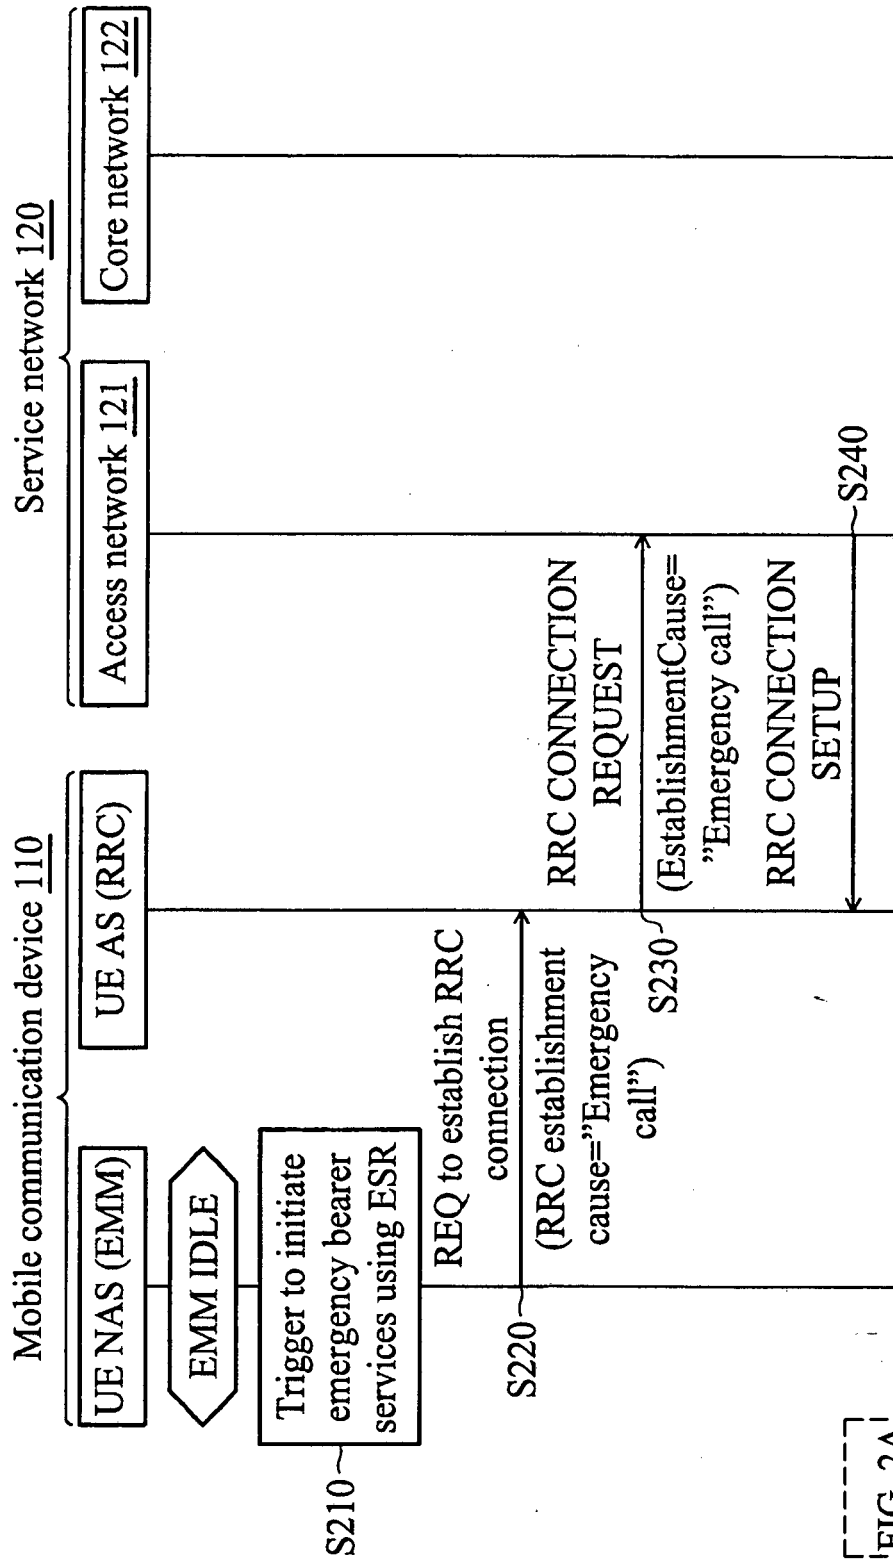 Mobile communication device 110
Service network 120
UE NAS (EMM)
UE AS (RRC)
Access network 121
Core network 122
EMM IDLE
S210
Trigger to initiate
emergency bearer
services using ESR
REQ to establish RRC
connection
S220
(RRC establishment
cause="Emergency
call")
RRC CONNECTION
REQUEST
S230
(EstablishmentCause=
"Emergency call")
RRC CONNECTION
SETUP
S240
FIG. 2A